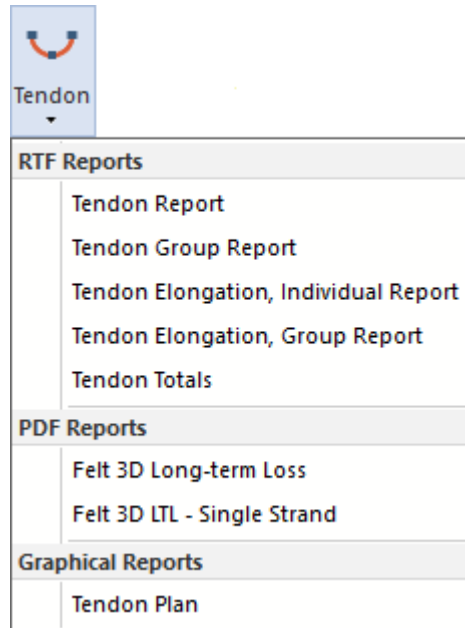 Tendon
RTF Reports
Tendon Report
Tendon Group Report
Tendon Elongation, Individual Report
Tendon Elongation, Group Report
Tendon Totals
PDF Reports
Felt 3D Long-term Loss
Felt 3D LTL - Single Strand
Graphical Reports
Tendon Plan